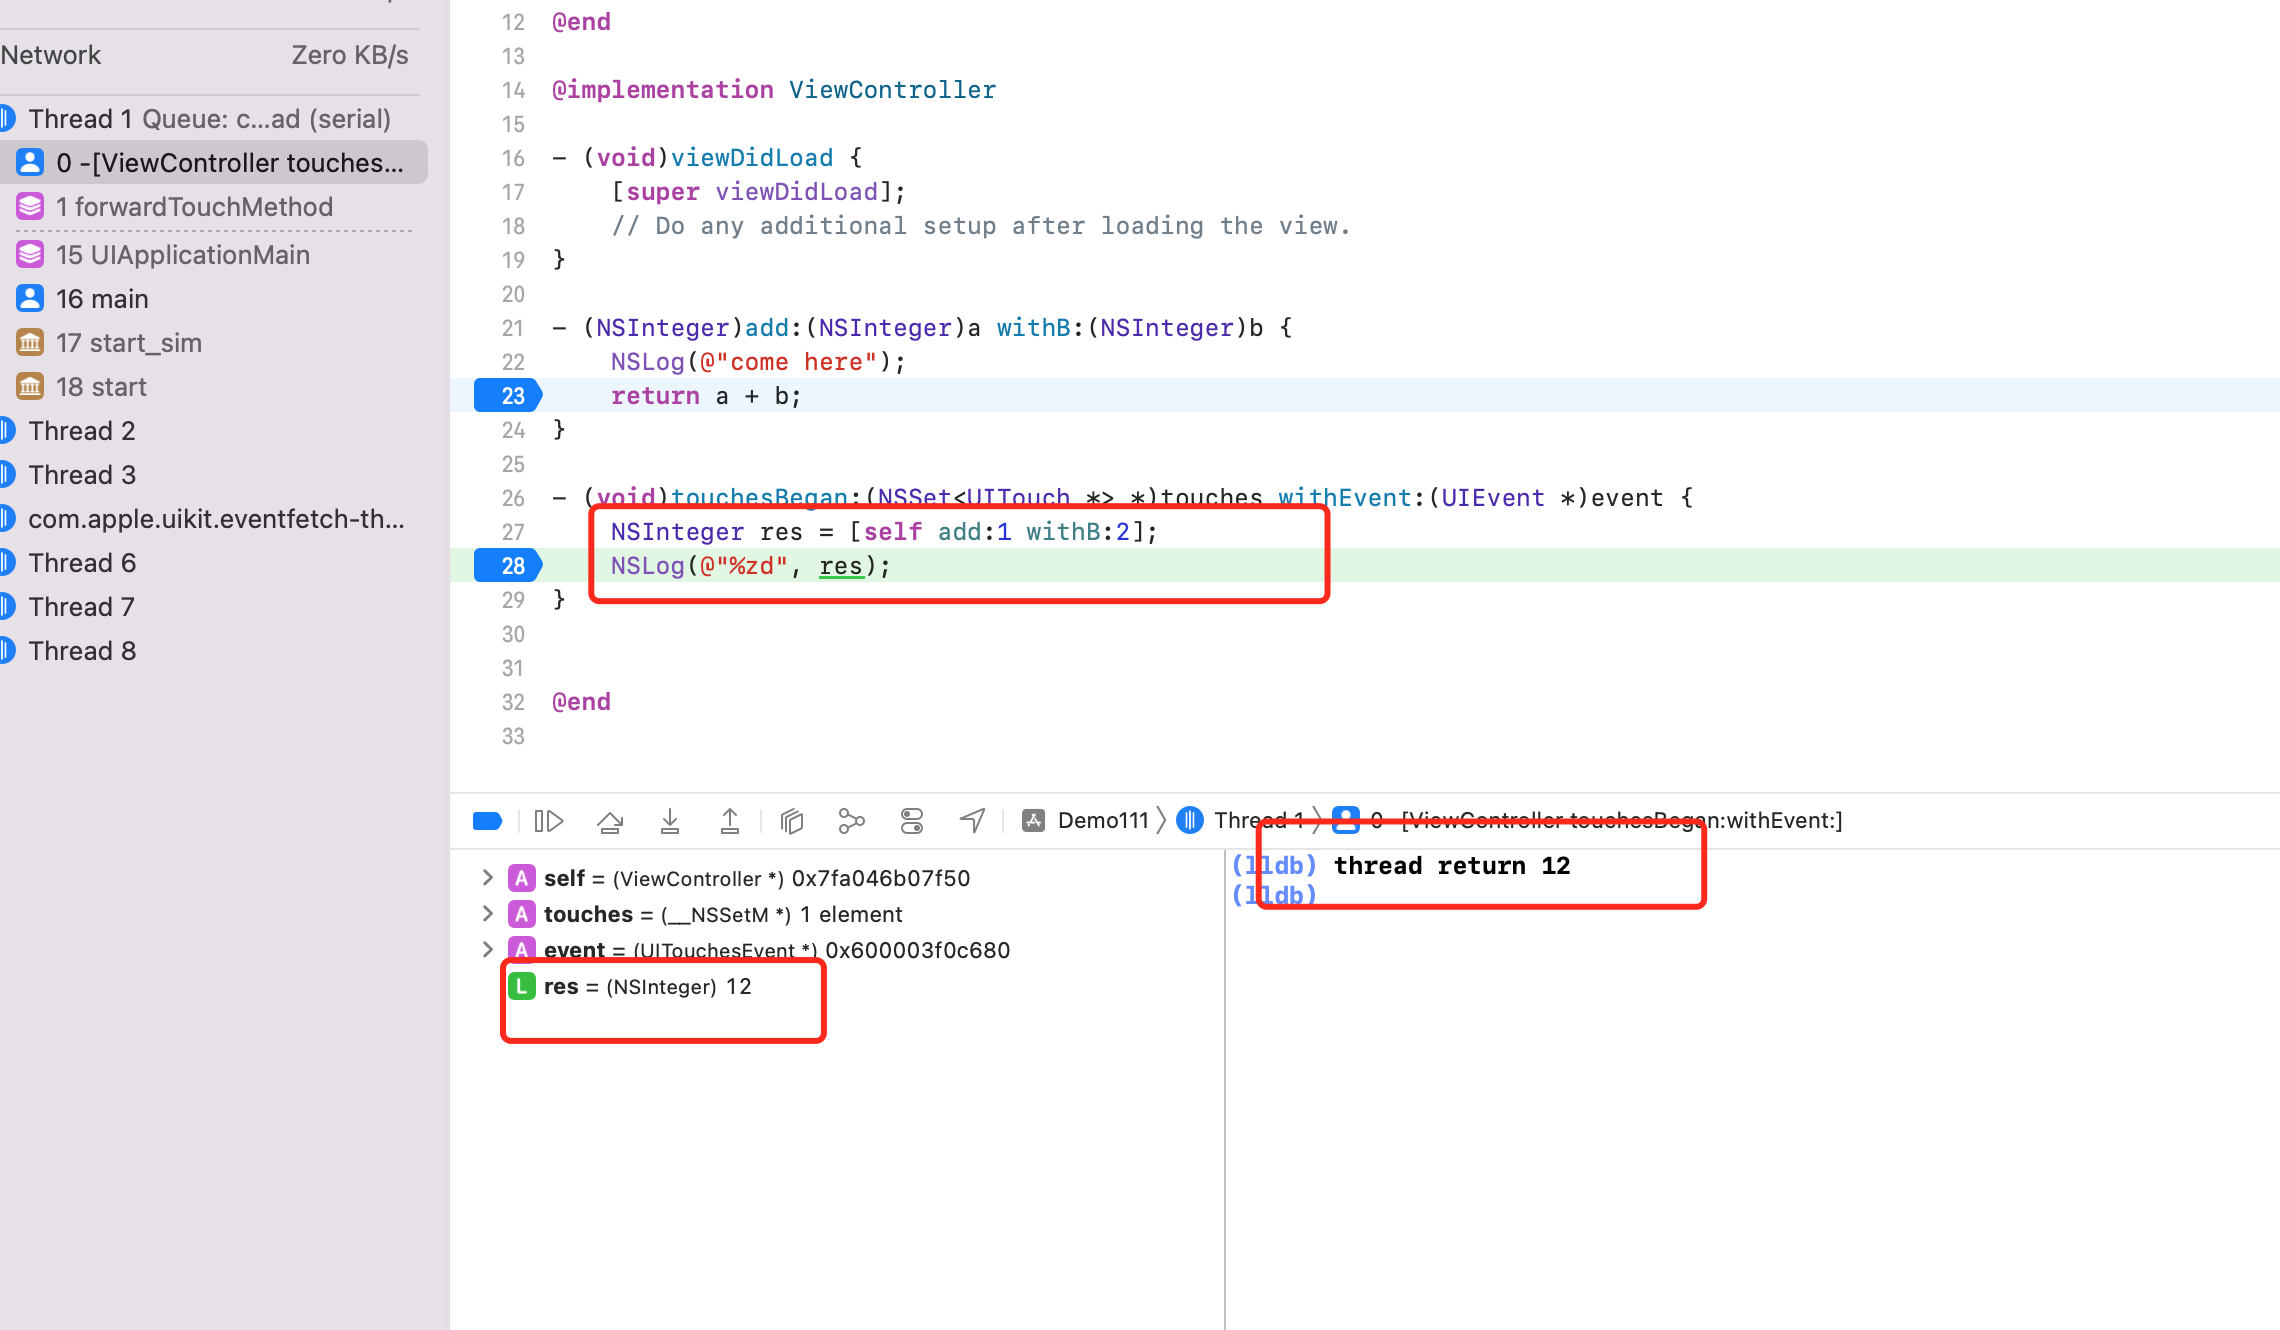 Network Zero KB/s
Thread 1 Queue: c...ad (serial)
0 -[ViewController touches...
1 forwardTouchMethod
15 UIApplicationMain
16 main
17 start_sim
18 start
Thread 2
Thread 3
com.apple.uikit.eventfetch-th...
Thread 6
Thread 7
Thread 8
12 @end
13
14 @implementation ViewController
15
16 - (void)viewDidLoad {
17 [super viewDidLoad];
18 // Do any additional setup after loading the view.
19 }
20
21 - (NSInteger)add:(NSInteger)a withB:(NSInteger)b {
22 NSLog(@"come here");
23 return a + b;
24 }
25
26 - (void)touchesBegan:(NSSet<UITouch *> *)touches withEvent:(UIEvent *)event {
27 NSInteger res = [self add:1 withB:2];
28 NSLog(@"%zd", res);
29 }
30
31
32 @end
33
Demo111 Thread 1 0 -[ViewController touchesBegan:withEvent:]
A self = (ViewController *) 0x7fa046b07f50
A touches = (__NSSetM *) 1 element
A event = (UITouchesEvent *) 0x600003f0c680
L res = (NSInteger) 12
(lldb) thread return 12
(lldb)